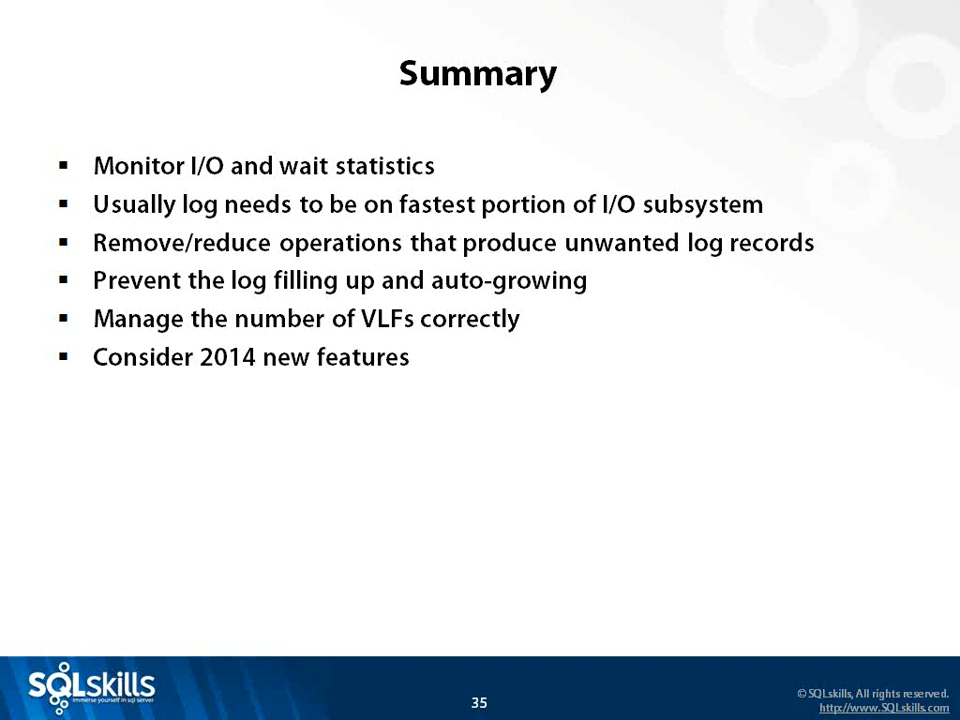 Summary
▪ Monitor I/O and wait statistics
▪ Usually log needs to be on fastest portion of I/O subsystem
▪ Remove/reduce operations that produce unwanted log records
▪ Prevent the log filling up and auto-growing
▪ Manage the number of VLFs correctly
▪ Consider 2014 new features
SQLskills
immerse yourself in sql server
35
© SQLskills, All rights reserved.
http://www.SQLskills.com